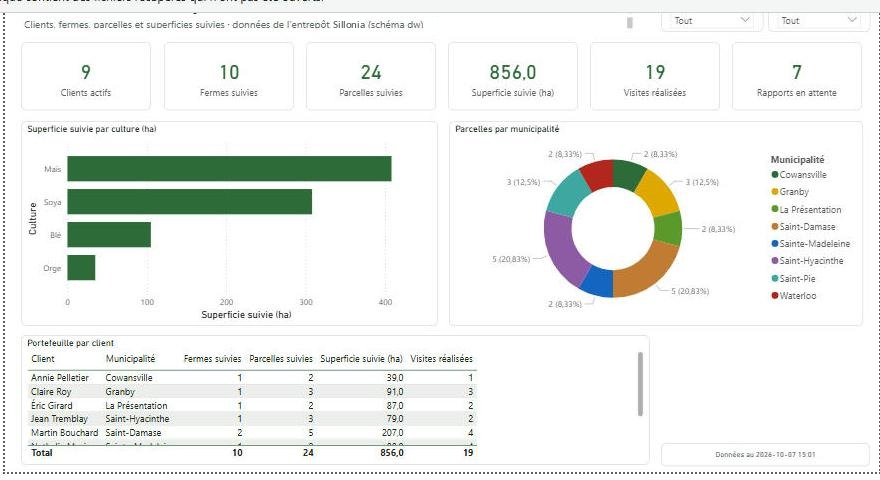 Clients, fermes, parcelles et superficies suivies · données de l'entrepôt Sillonia (schéma dw)
Tout
Tout
9
Clients actifs
10
Fermes suivies
24
Parcelles suivies
856,0
Superficie suivie (ha)
19
Visites réalisées
7
Rapports en attente
Superficie suivie par culture (ha)
Culture
Maïs
Soya
Blé
Orge
0 100 200 300 400
Superficie suivie (ha)
Parcelles par municipalité
2 (8,33%)
3 (12,5%)
2 (8,33%)
5 (20,83%)
2 (8,33%)
5 (20,83%)
3 (12,5%)
2 (8,33%)
Municipalité
Cowansville
Granby
La Présentation
Saint-Damase
Sainte-Madeleine
Saint-Hyacinthe
Saint-Pie
Waterloo
Portefeuille par client
Client Municipalité Fermes suivies Parcelles suivies Superficie suivie (ha) Visites réalisées
Annie Pelletier Cowansville 1 2 39,0 1
Claire Roy Granby 1 3 91,0 3
Éric Girard La Présentation 1 2 87,0 2
Jean Tremblay Saint-Hyacinthe 1 3 79,0 2
Martin Bouchard Saint-Damase 2 5 207,0 4
Total 10 24 856,0 19
Données au 2026-10-07 15:01